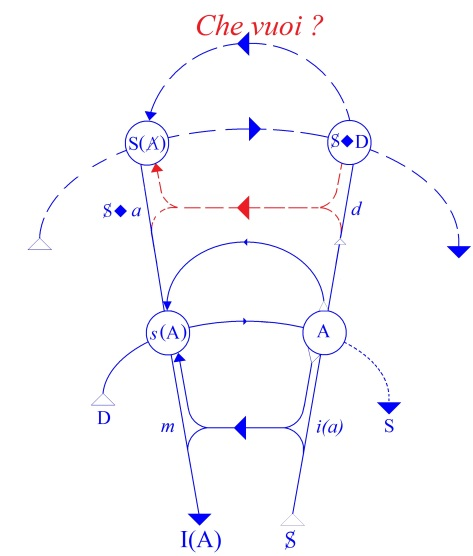 Che vuoi ?
S(Ⱥ) $◆D
$◆ a d
s(A) A
D S
m i(a)
I(A) $